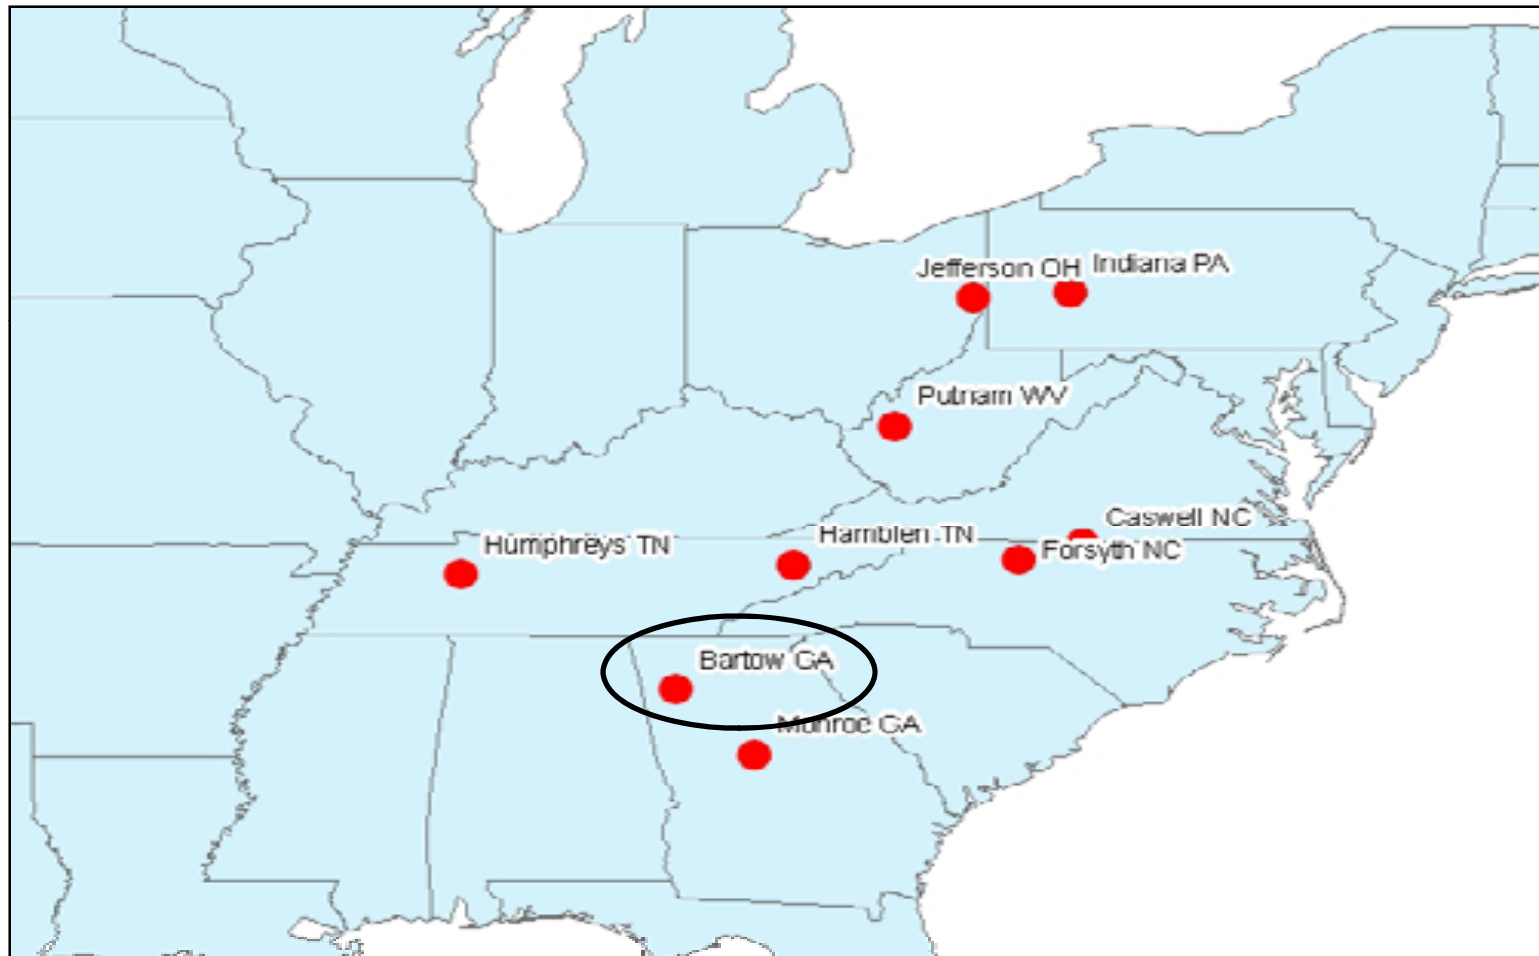 Jefferson OH
Indiana PA
Putnam WV
Caswell NC
Humphreys TN
Hamblen TN
Forsyth NC
Bartow GA
Monroe GA